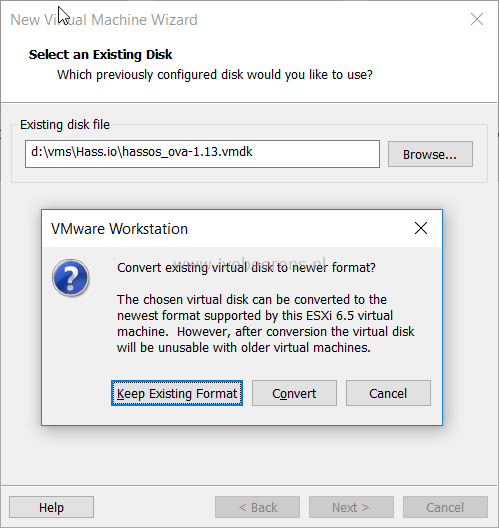 New Virtual Machine Wizard
Select an Existing Disk
Which previously configured disk would you like to use?
Existing disk file
d:\vms\Hass.io\hassos_ova-1.13.vmdk
Browse...
VMware Workstation
www.ivobeerens.nl
Convert existing virtual disk to newer format?
The chosen virtual disk can be converted to the
newest format supported by this ESXi 6.5 virtual
machine. However, after conversion the virtual disk
will be unusable with older virtual machines.
Keep Existing Format Convert Cancel
Help < Back Next > Cancel